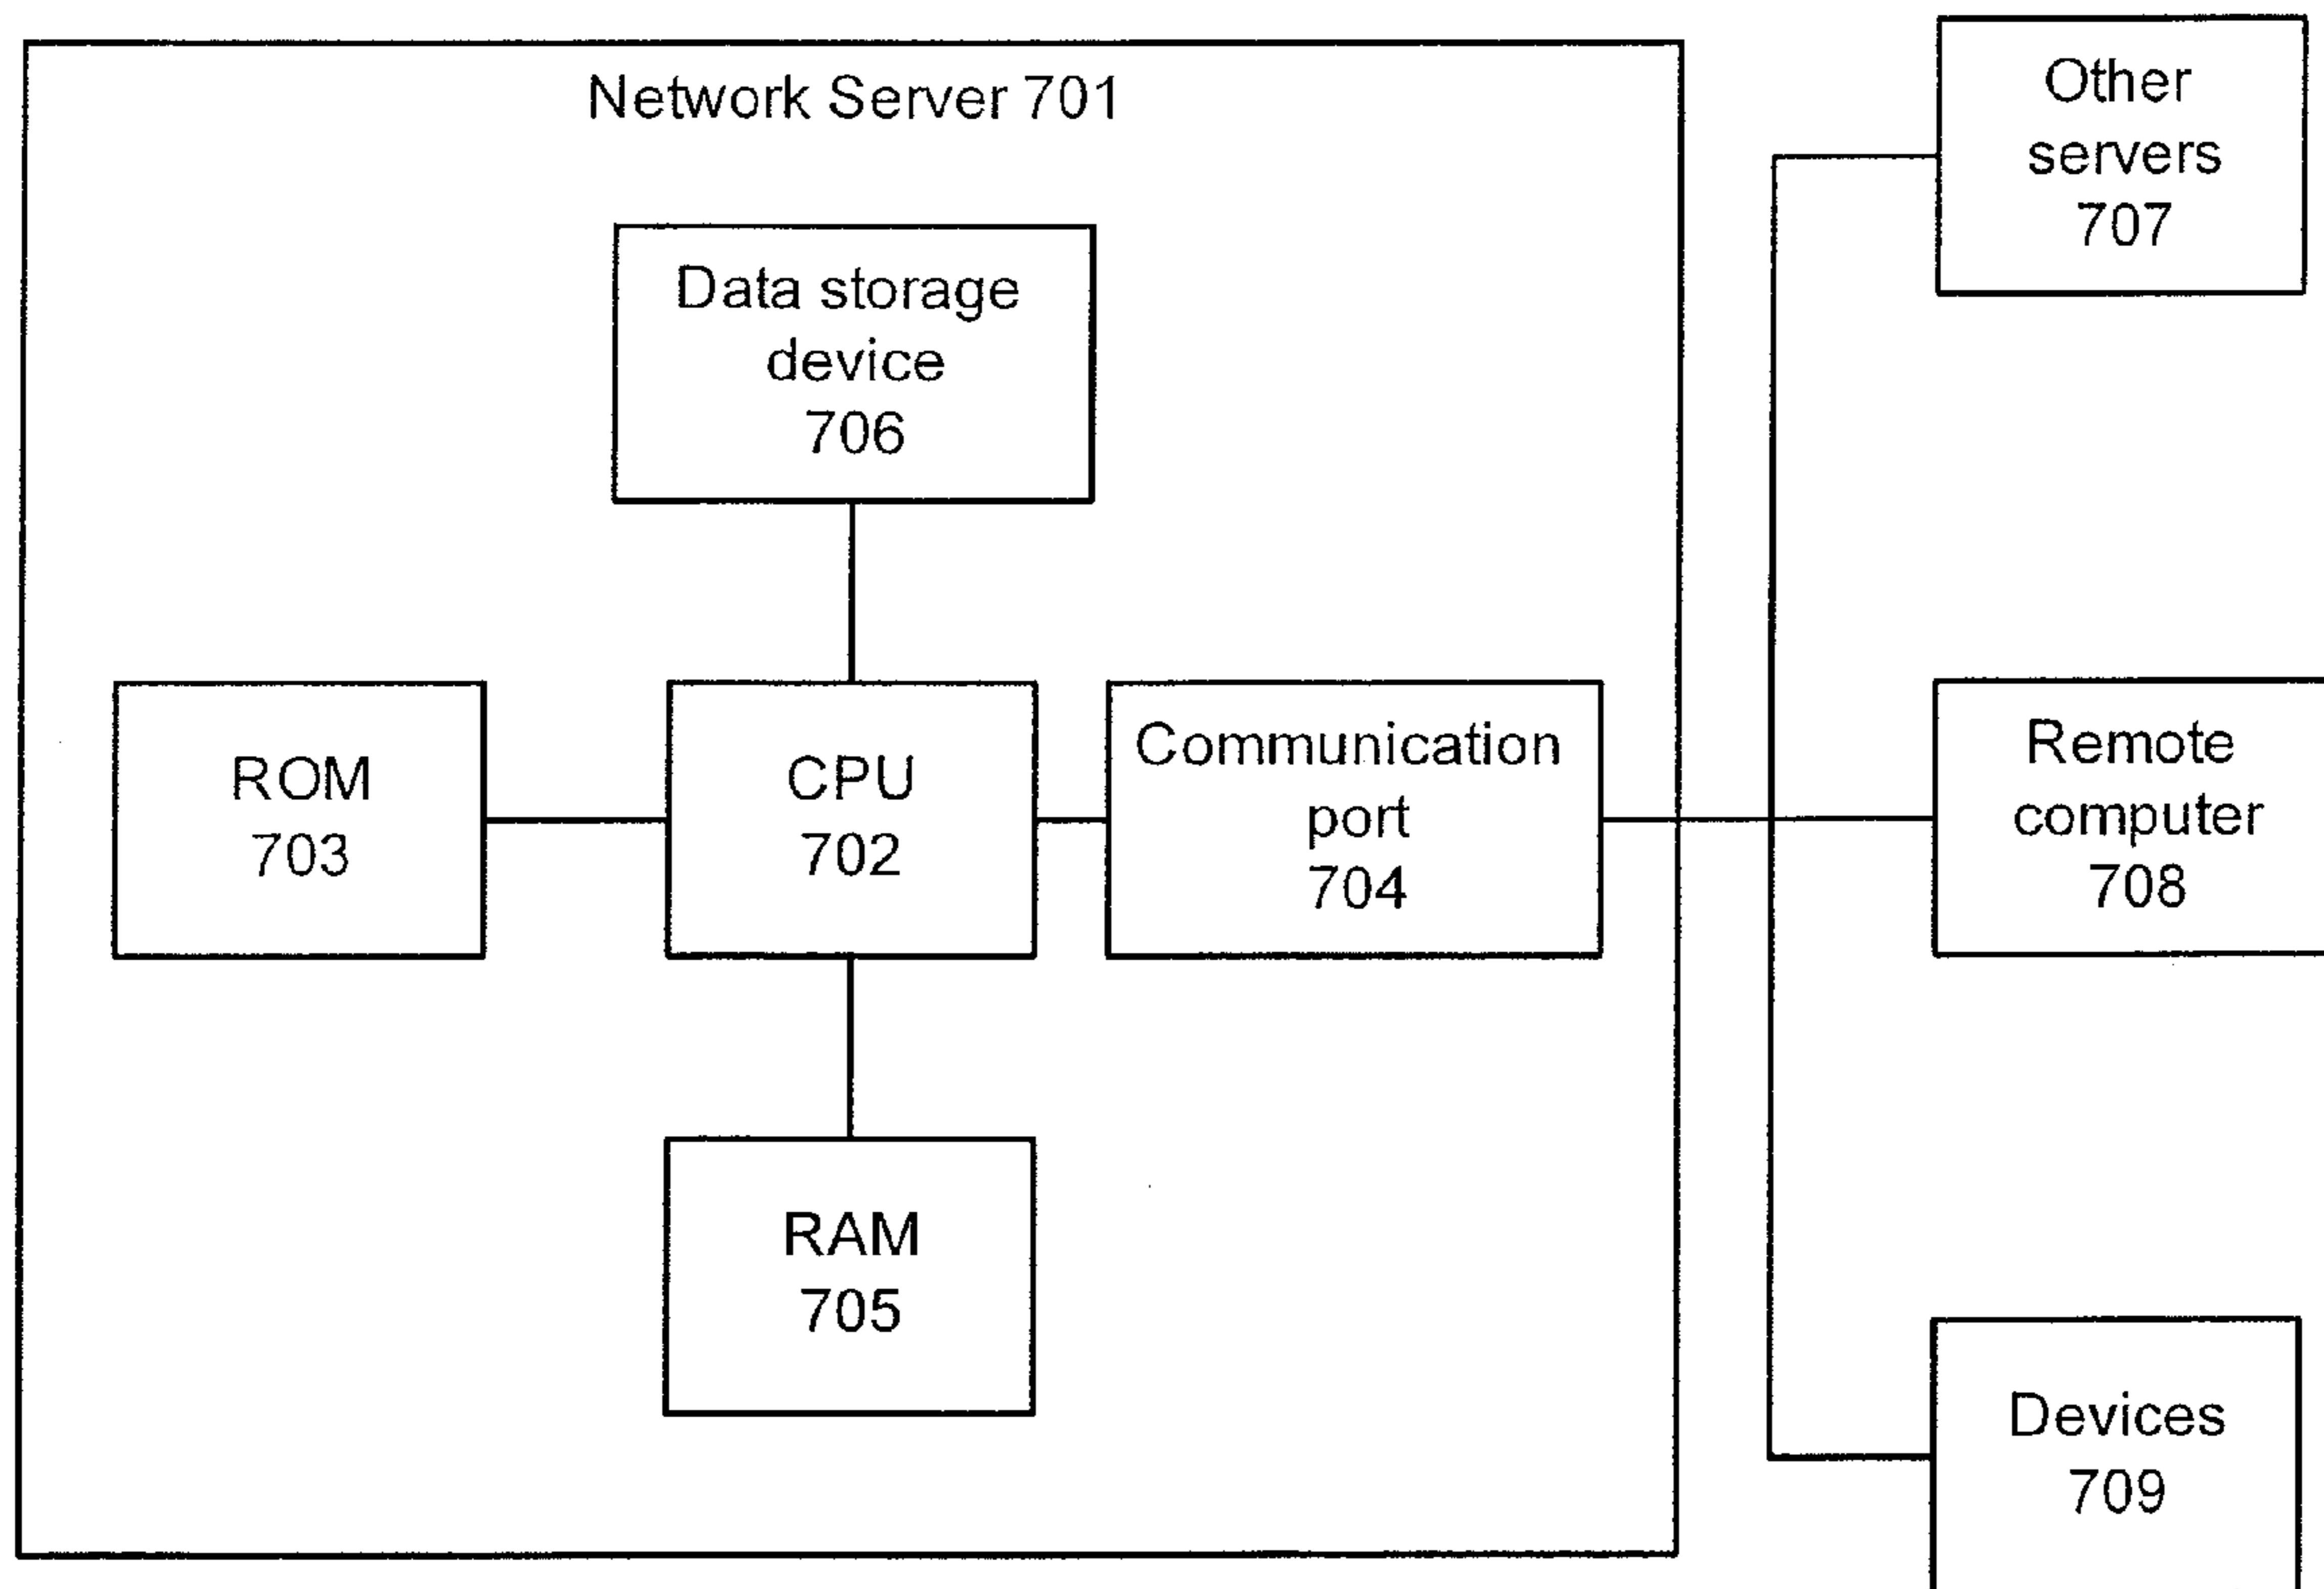 Network Server 701
Other
servers
707
Data storage
device
706
ROM
703
CPU
702
Communication
port
704
Remote
computer
708
RAM
705
Devices
709